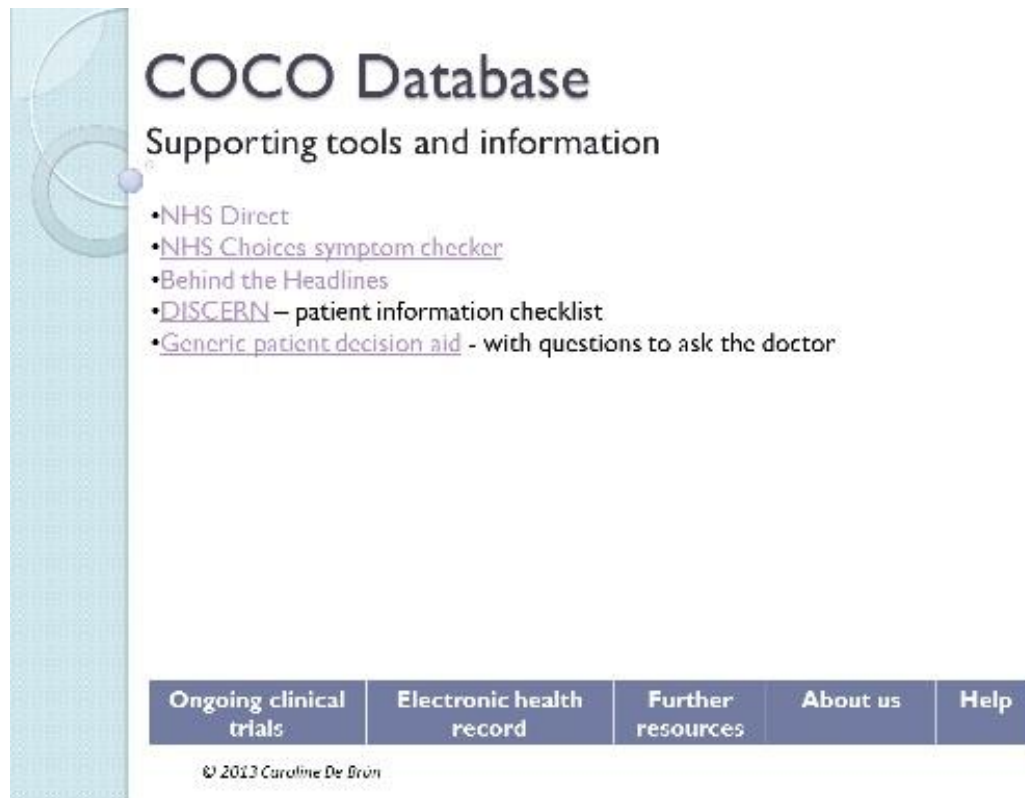 COCO Database
Supporting tools and information
•NHS Direct
•NHS Choices symptom checker
•Behind the Headlines
•DISCERN – patient information checklist
•Generic patient decision aid - with questions to ask the doctor
Ongoing clinical trials
Electronic health record
Further resources
About us
Help
© 2013 Caroline De Brún